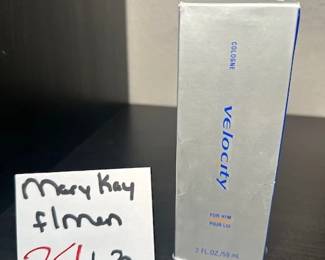 COLOGNE
Velocity
FOR HIM
POUR LUI
2 FL.OZ./59 mL
Mary Kay
f/men